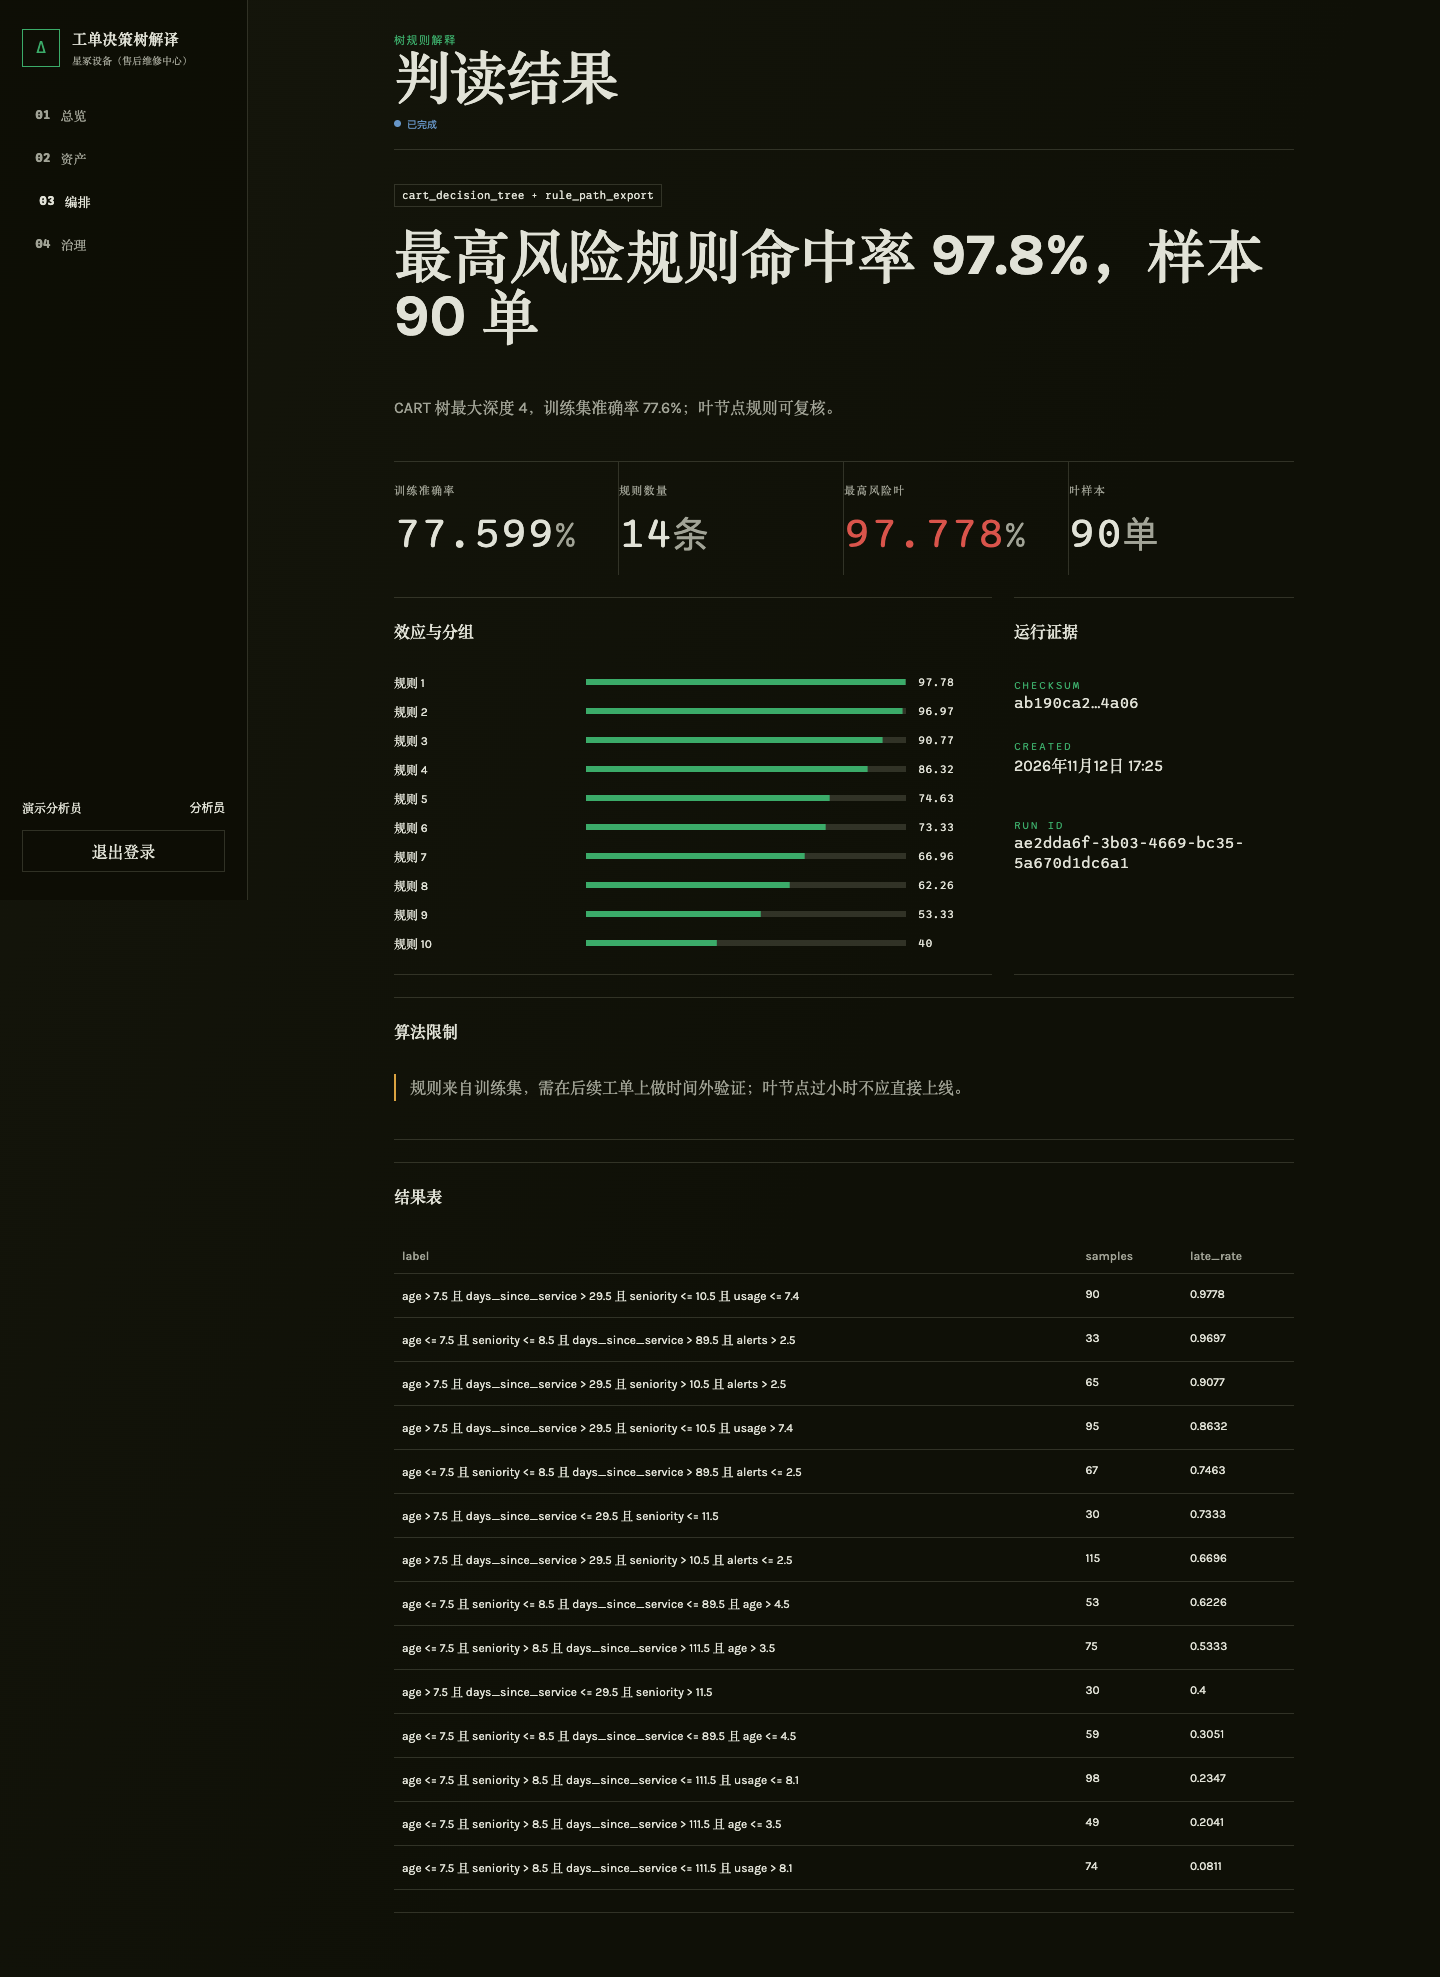 Δ
工单决策树解译
星冢设备（售后维修中心）
01 总览
02 资产
03 编排
04 治理
演示分析员 分析员
退出登录
树规则解释
判读结果
已完成
cart_decision_tree + rule_path_export
最高风险规则命中率 97.8%，样本
90 单
CART 树最大深度 4，训练集准确率 77.6%；叶节点规则可复核。
训练准确率
77.599%
规则数量
14条
最高风险叶
97.778%
叶样本
90单
效应与分组
规则 1 97.78
规则 2 96.97
规则 3 90.77
规则 4 86.32
规则 5 74.63
规则 6 73.33
规则 7 66.96
规则 8 62.26
规则 9 53.33
规则 10 40
运行证据
CHECKSUM
ab190ca2…4a06
CREATED
2026年11月12日 17:25
RUN ID
ae2dda6f-3b03-4669-bc35-
5a670d1dc6a1
算法限制
规则来自训练集，需在后续工单上做时间外验证；叶节点过小时不应直接上线。
结果表
label samples late_rate
age > 7.5 且 days_since_service > 29.5 且 seniority <= 10.5 且 usage <= 7.4 90 0.9778
age <= 7.5 且 seniority <= 8.5 且 days_since_service > 89.5 且 alerts > 2.5 33 0.9697
age > 7.5 且 days_since_service > 29.5 且 seniority > 10.5 且 alerts > 2.5 65 0.9077
age > 7.5 且 days_since_service > 29.5 且 seniority <= 10.5 且 usage > 7.4 95 0.8632
age <= 7.5 且 seniority <= 8.5 且 days_since_service > 89.5 且 alerts <= 2.5 67 0.7463
age > 7.5 且 days_since_service <= 29.5 且 seniority <= 11.5 30 0.7333
age > 7.5 且 days_since_service > 29.5 且 seniority > 10.5 且 alerts <= 2.5 115 0.6696
age <= 7.5 且 seniority <= 8.5 且 days_since_service <= 89.5 且 age > 4.5 53 0.6226
age <= 7.5 且 seniority > 8.5 且 days_since_service > 111.5 且 age > 3.5 75 0.5333
age > 7.5 且 days_since_service <= 29.5 且 seniority > 11.5 30 0.4
age <= 7.5 且 seniority <= 8.5 且 days_since_service <= 89.5 且 age <= 4.5 59 0.3051
age <= 7.5 且 seniority > 8.5 且 days_since_service <= 111.5 且 usage <= 8.1 98 0.2347
age <= 7.5 且 seniority > 8.5 且 days_since_service > 111.5 且 age <= 3.5 49 0.2041
age <= 7.5 且 seniority > 8.5 且 days_since_service <= 111.5 且 usage > 8.1 74 0.0811